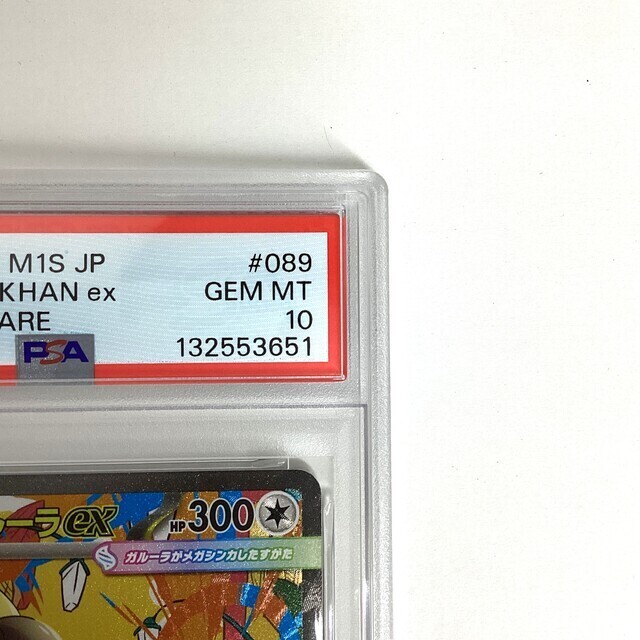 M1S JP #089
KHAN ex GEM MT
ARE 10
PSA 132553651
ーラex HP300
ガルーラがメガシンカしたすがた